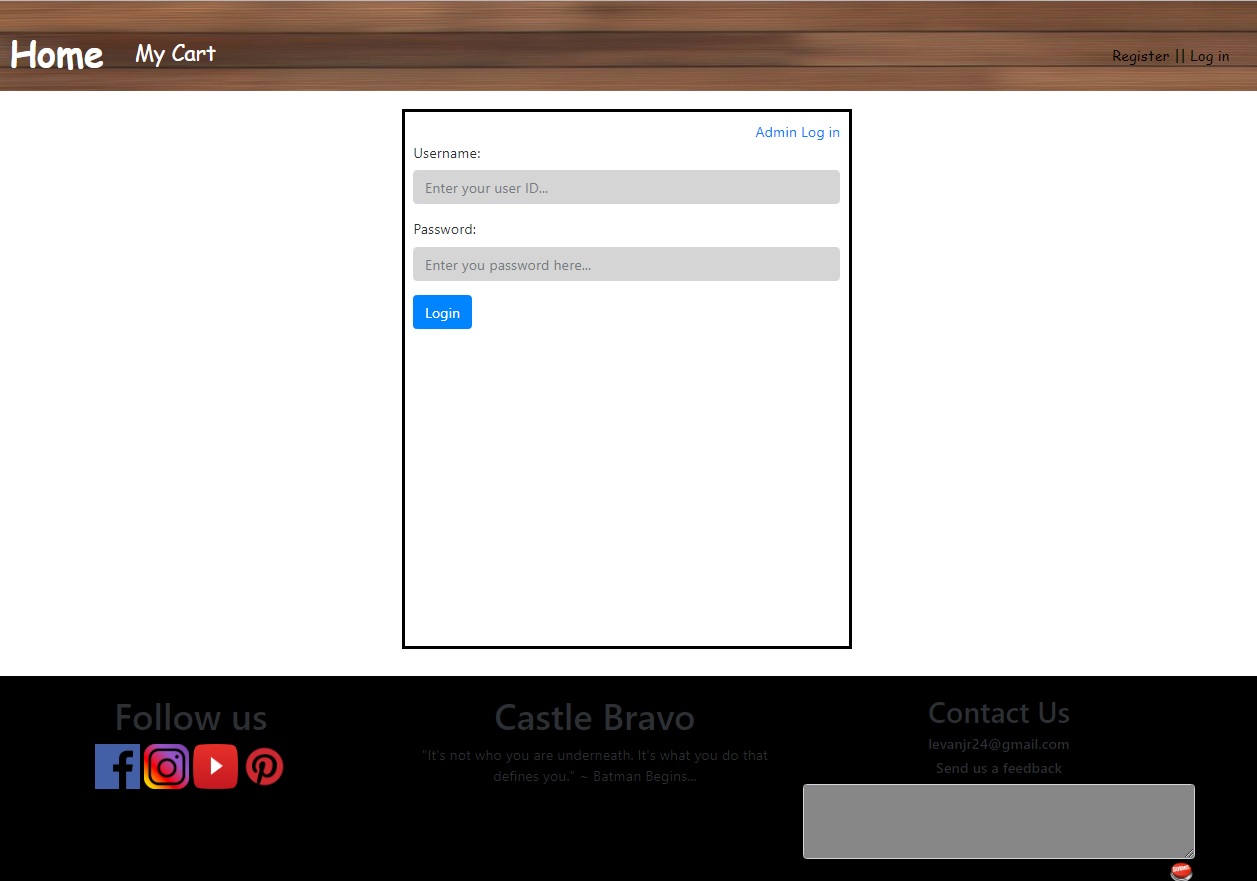 Home My Cart Register || Log in
Admin Log in
Username:
Enter your user ID...
Password:
Enter you password here...
Login
Follow us
Castle Bravo
"It's not who you are underneath. It's what you do that
defines you." ~ Batman Begins...
Contact Us
levanjr24@gmail.com
Send us a feedback